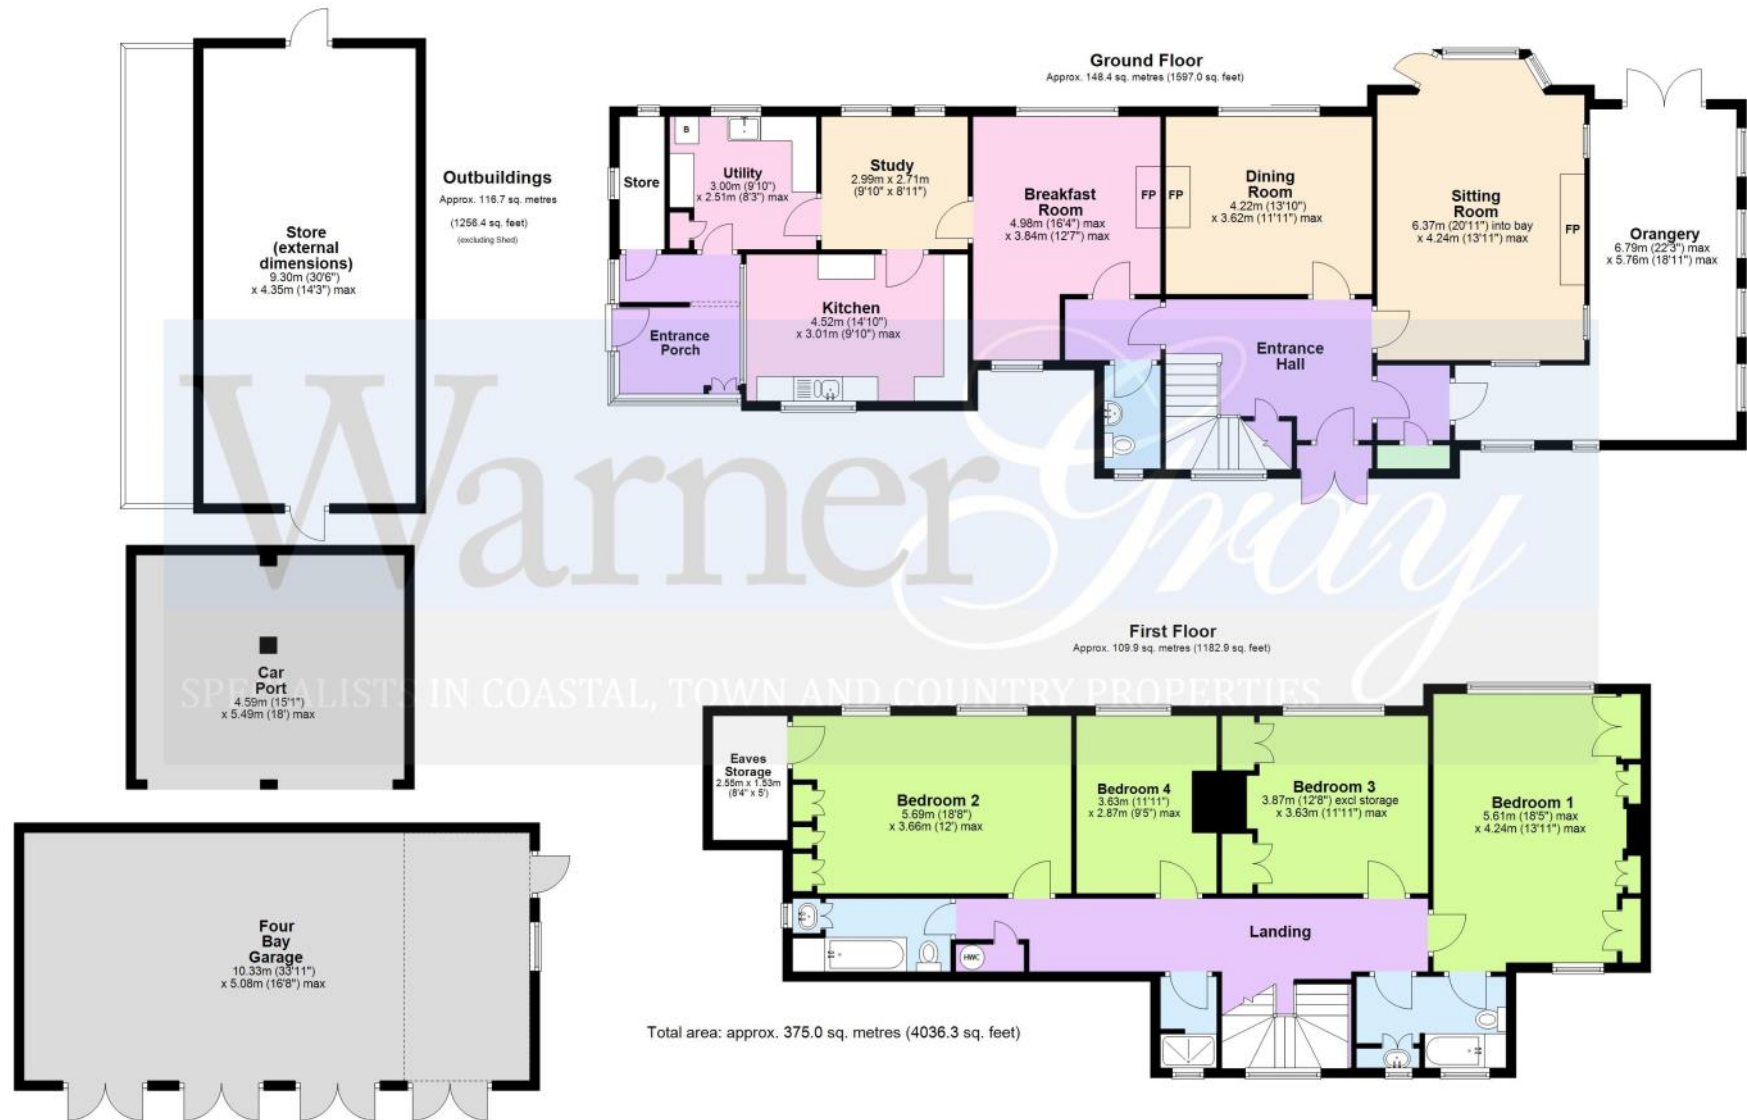 Ground Floor
Approx. 148.4 sq. metres (1597.0 sq. feet)
Outbuildings
Approx. 116.7 sq. metres
(1256.4 sq. feet)
(excluding Shed)
Store
(external
dimensions)
9.30m (30'6")
x 4.35m (14'3") max
Store
B
Utility
3.00m (9'10")
x 2.51m (8'3") max
Study
2.99m x 2.71m
(9'10" x 8'11")
Breakfast
Room
4.98m (16'4") max
x 3.84m (12'7") max
FP
FP
Dining
Room
4.22m (13'10")
x 3.62m (11'11") max
Sitting
Room
6.37m (20'11") into bay
x 4.24m (13'11") max
FP
Orangery
6.79m (22'3") max
x 5.76m (18'11") max
Kitchen
4.52m (14'10")
x 3.01m (9'10") max
Entrance
Porch
Entrance
Hall
WarnerGray
SPECIALISTS IN COASTAL, TOWN AND COUNTRY PROPERTIES
Car
Port
4.59m (15'1")
x 5.49m (18') max
First Floor
Approx. 109.9 sq. metres (1182.9 sq. feet)
Eaves
Storage
2.55m x 1.53m
(8'4" x 5')
Bedroom 2
5.69m (18'8")
x 3.66m (12') max
Bedroom 4
3.63m (11'11")
x 2.87m (9'5") max
Bedroom 3
3.87m (12'8") excl storage
x 3.63m (11'11") max
Bedroom 1
5.61m (18'5") max
x 4.24m (13'11") max
Landing
HWC
Four
Bay
Garage
10.33m (33'11")
x 5.08m (16'8") max
Total area: approx. 375.0 sq. metres (4036.3 sq. feet)